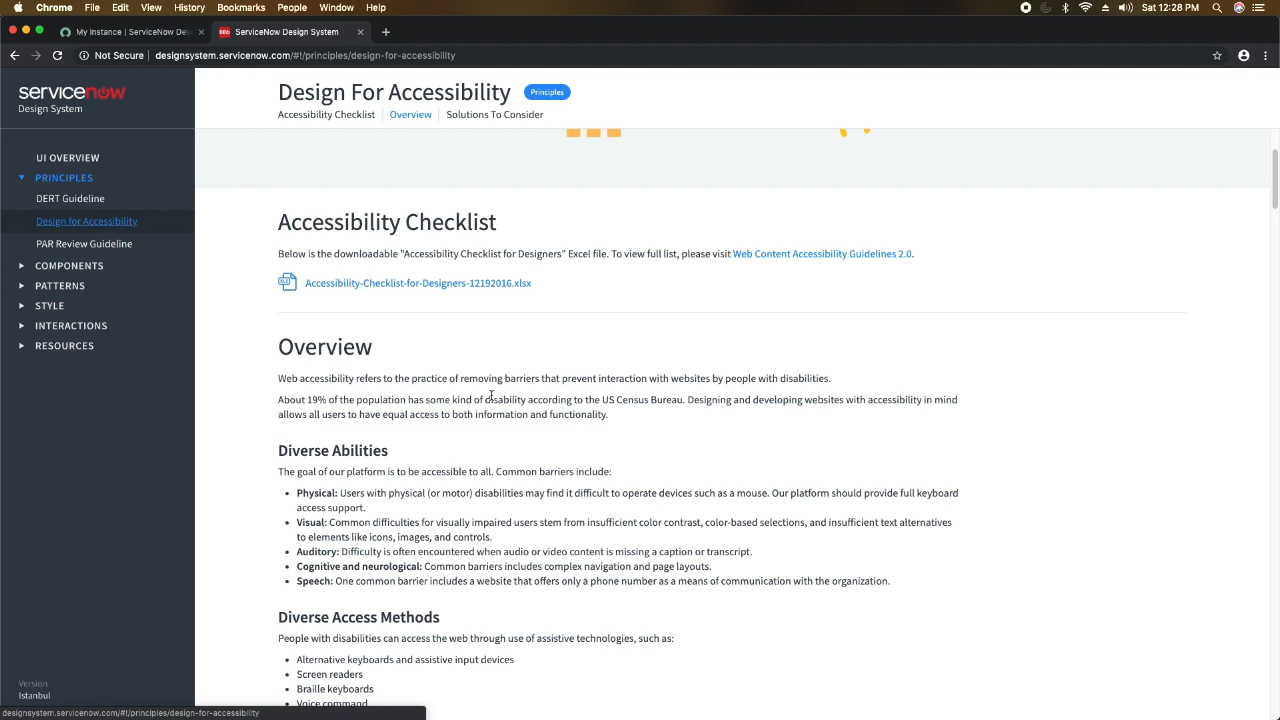 Chrome File Edit View History Bookmarks People Window Help
Sat 12:28 PM
My Instance | ServiceNow Dev
ServiceNow Design System
Not Secure designsystem.servicenow.com/#!/principles/design-for-accessibility
servicenow
Design System
UI OVERVIEW
PRINCIPLES
DERT Guideline
Design for Accessibility
PAR Review Guideline
COMPONENTS
PATTERNS
STYLE
INTERACTIONS
RESOURCES
Version
Istanbul
Design For Accessibility Principles
Accessibility Checklist Overview Solutions To Consider
Accessibility Checklist
Below is the downloadable "Accessibility Checklist for Designers" Excel file. To view full list, please visit Web Content Accessibility Guidelines 2.0.
Accessibility-Checklist-for-Designers-12192016.xlsx
Overview
Web accessibility refers to the practice of removing barriers that prevent interaction with websites by people with disabilities.
About 19% of the population has some kind of disability according to the US Census Bureau. Designing and developing websites with accessibility in mind
allows all users to have equal access to both information and functionality.
Diverse Abilities
The goal of our platform is to be accessible to all. Common barriers include:
• Physical: Users with physical (or motor) disabilities may find it difficult to operate devices such as a mouse. Our platform should provide full keyboard
access support.
• Visual: Common difficulties for visually impaired users stem from insufficient color contrast, color-based selections, and insufficient text alternatives
to elements like icons, images, and controls.
• Auditory: Difficulty is often encountered when audio or video content is missing a caption or transcript.
• Cognitive and neurological: Common barriers includes complex navigation and page layouts.
• Speech: One common barrier includes a website that offers only a phone number as a means of communication with the organization.
Diverse Access Methods
People with disabilities can access the web through use of assistive technologies, such as:
• Alternative keyboards and assistive input devices
• Screen readers
• Braille keyboards
• Voice command
designsystem.servicenow.com/#!/principles/design-for-accessibility